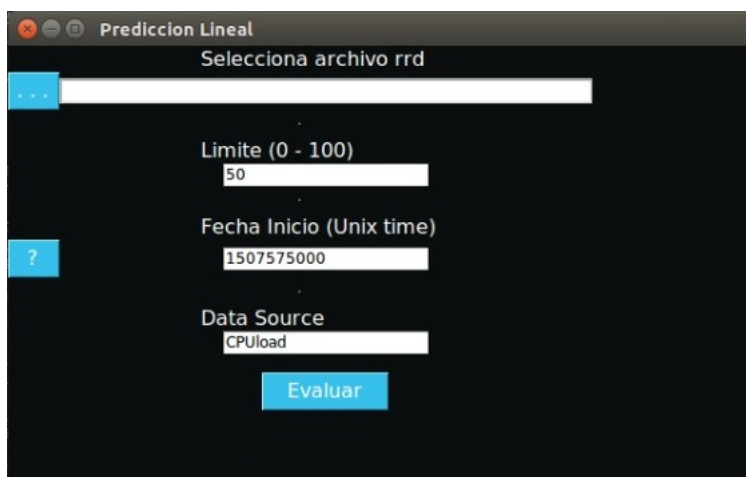 Prediccion Lineal
Selecciona archivo rrd
...
Limite (0 - 100)
50
Fecha Inicio (Unix time)
?
1507575000
Data Source
CPUload
Evaluar